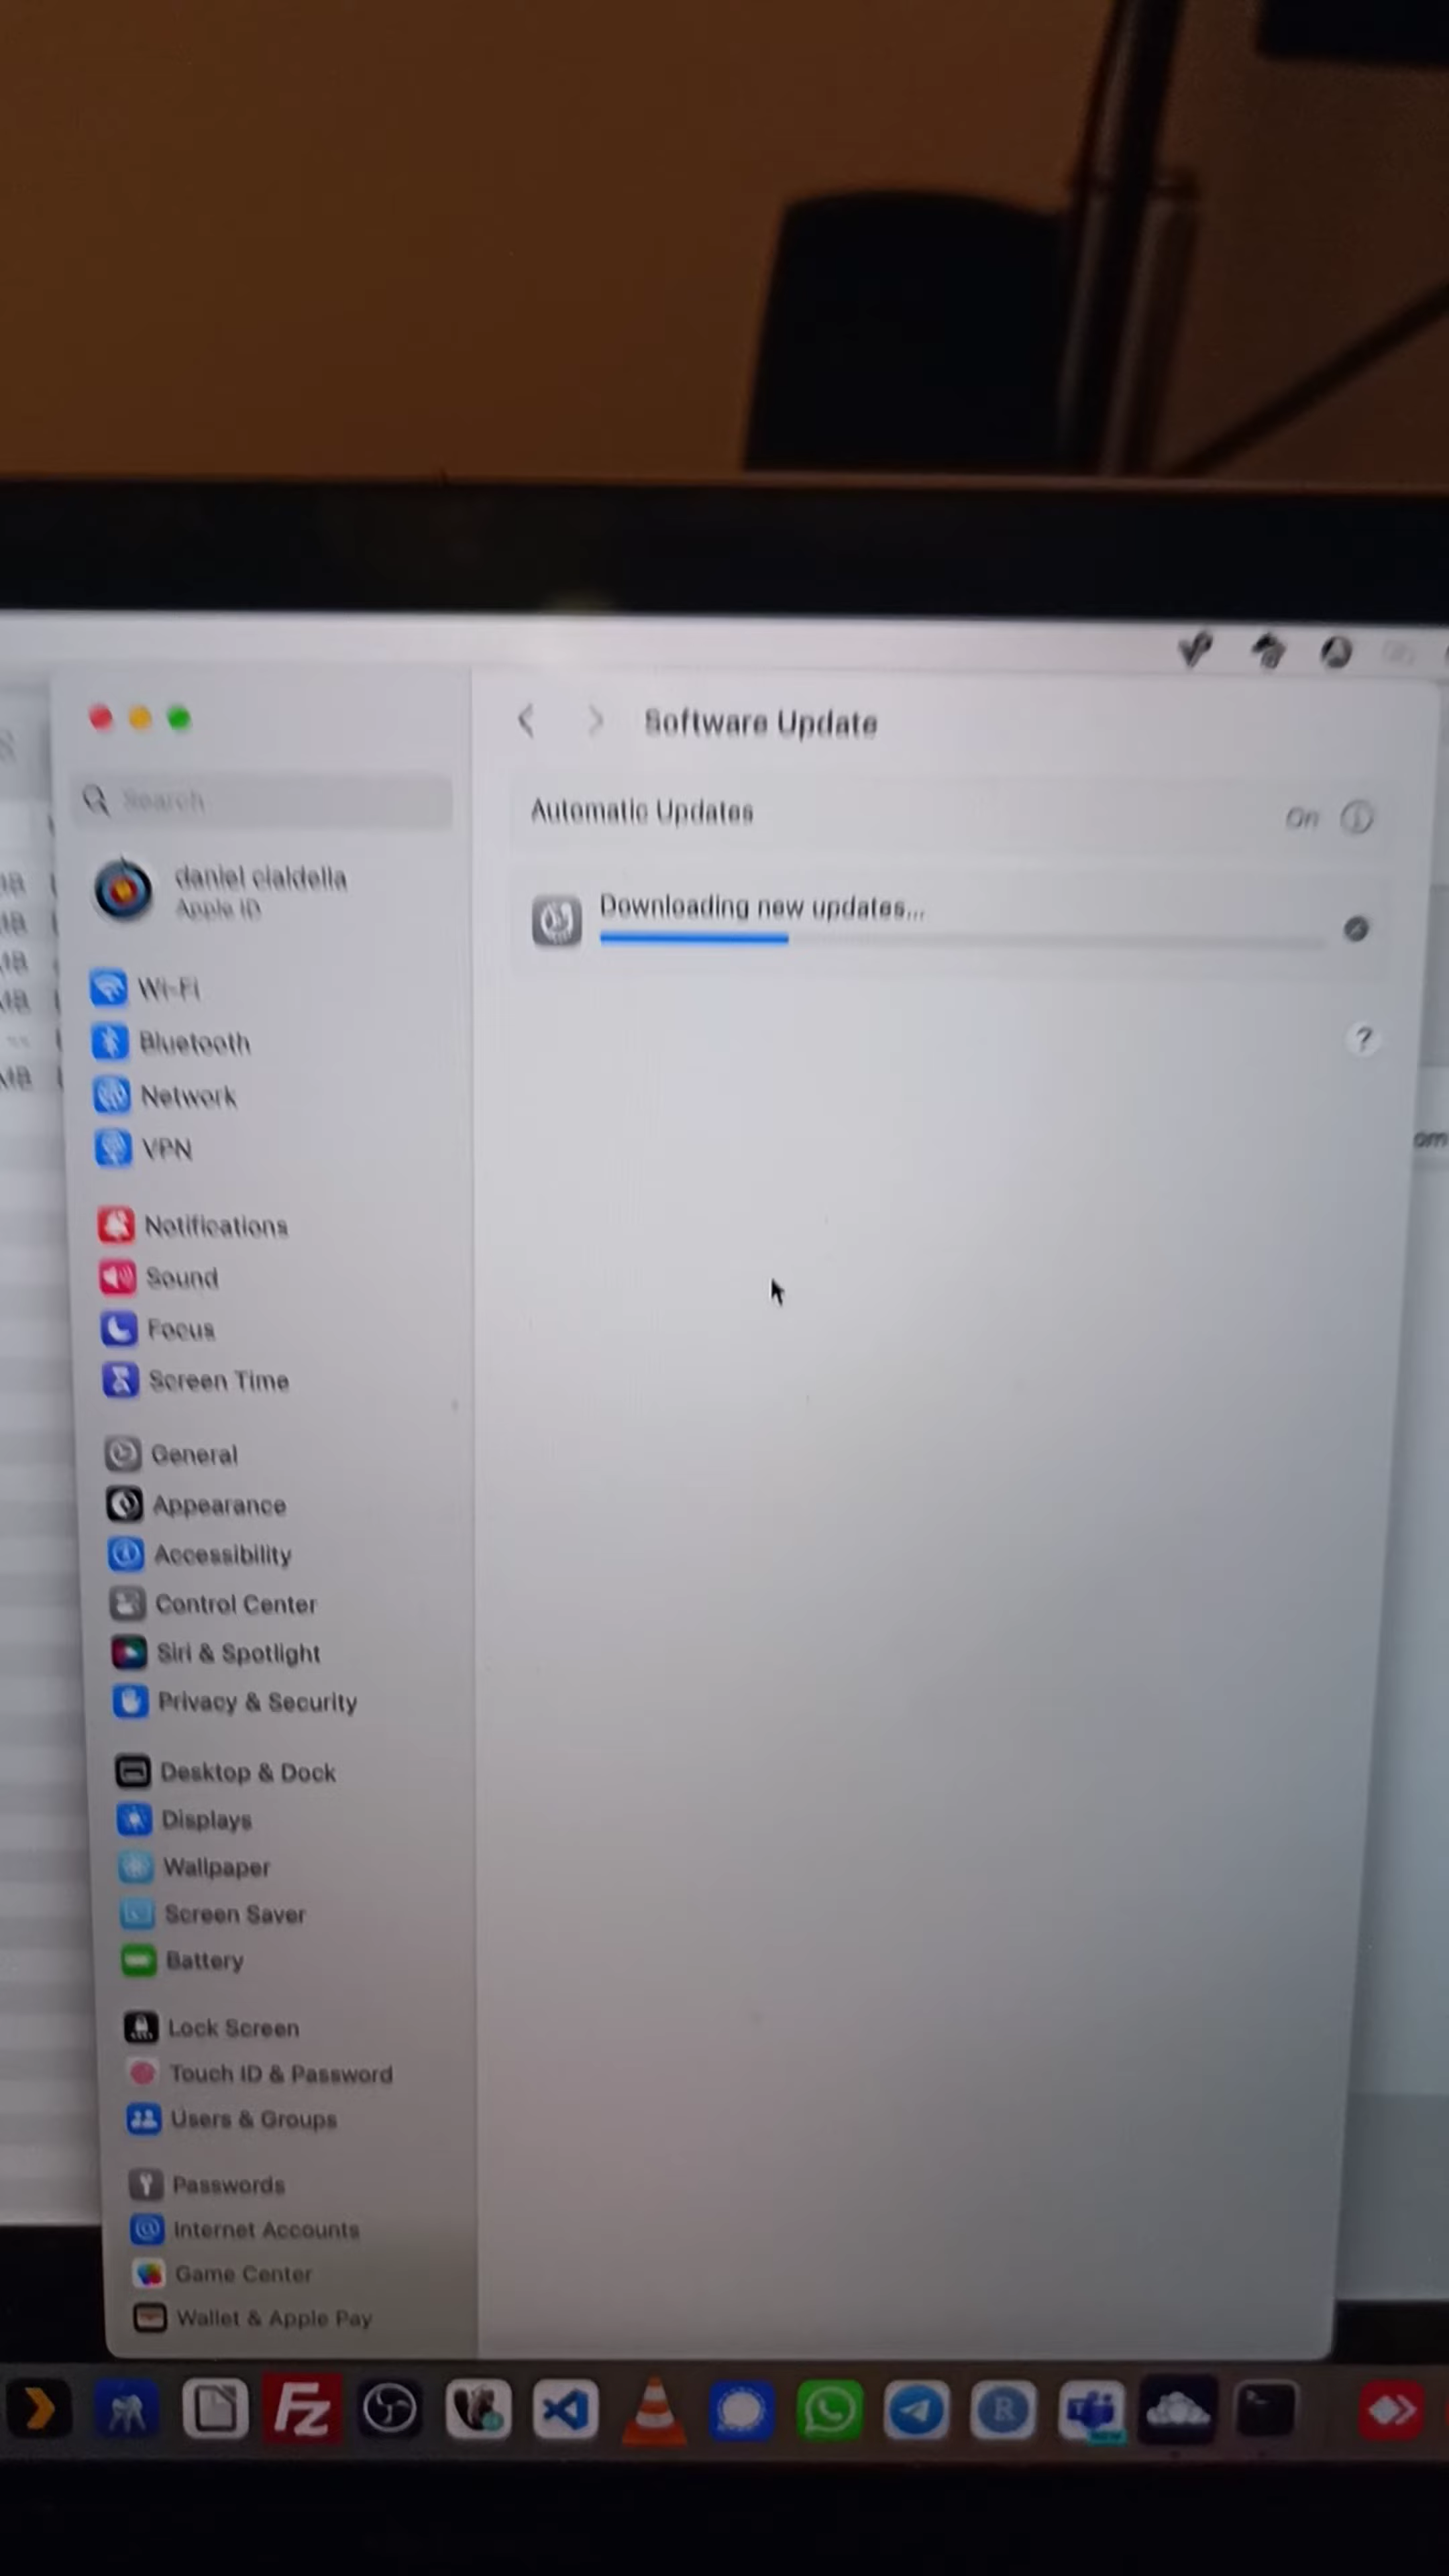 Software Update
Search
Automatic Updates
On
daniel cialdella
Apple ID
Downloading new updates...
?
Wi-Fi
Bluetooth
Network
VPN
Notifications
Sound
Focus
Screen Time
General
Appearance
Accessibility
Control Center
Siri & Spotlight
Privacy & Security
Desktop & Dock
Displays
Wallpaper
Screen Saver
Battery
Lock Screen
Touch ID & Password
Users & Groups
Passwords
Internet Accounts
Game Center
Wallet & Apple Pay
Fz
R